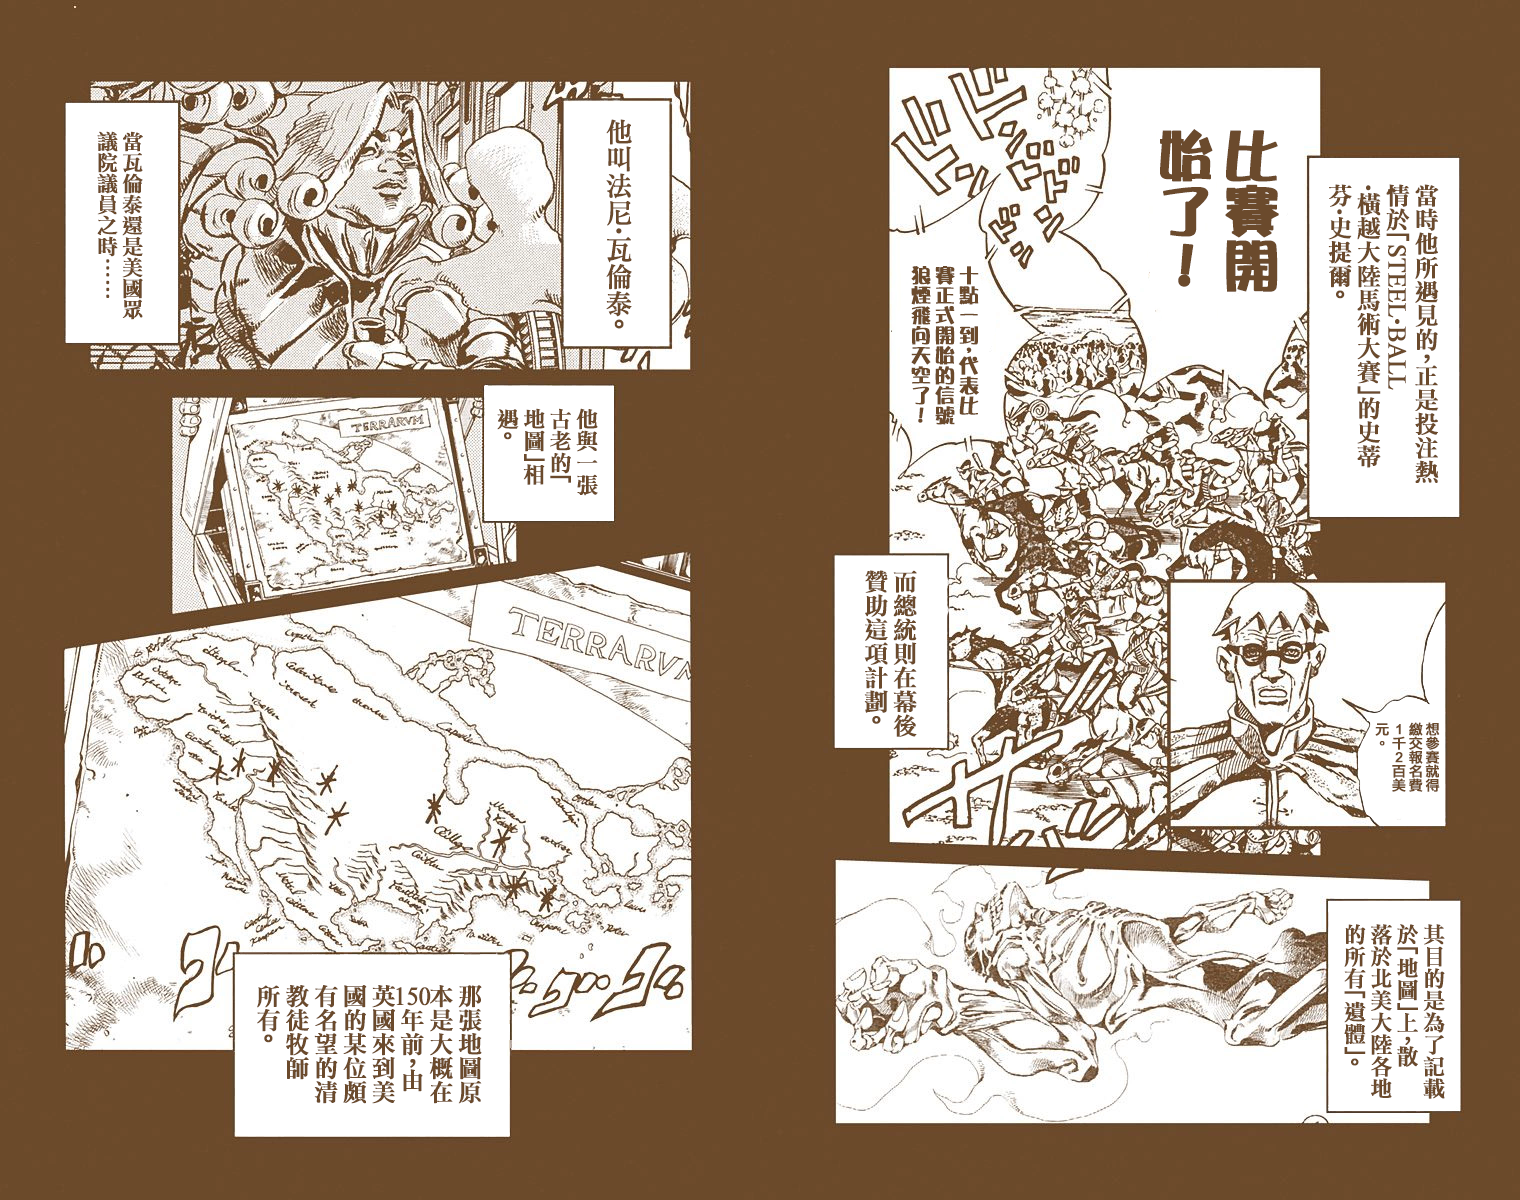 當時他所遇見的，正是投注熱
情於「STEEL·BALL
·橫越大陸馬術大賽」的史蒂
芬·史提爾。
比賽開
始了！
十點一到，代表比
賽正式開始的信號
狼煙飛向天空了！
ドドン
ドドン
ドドン
想參賽就得
繳交報名費
1千2百美
元。
而總統則在幕後
贊助這項計劃。
其目的是為了記載
於「地圖」上，散
落於北美大陸各地
的所有「遺體」。
他叫法尼·瓦倫泰。
當瓦倫泰還是美國眾
議院議員之時……
他與一張
古老的「
地圖」相
遇。
TERRARVM
TERRARVM
那張地圖原
本是大概在
150年前，由
英國來到美
國的某位頗
有名望的清
教徒牧師
所有。